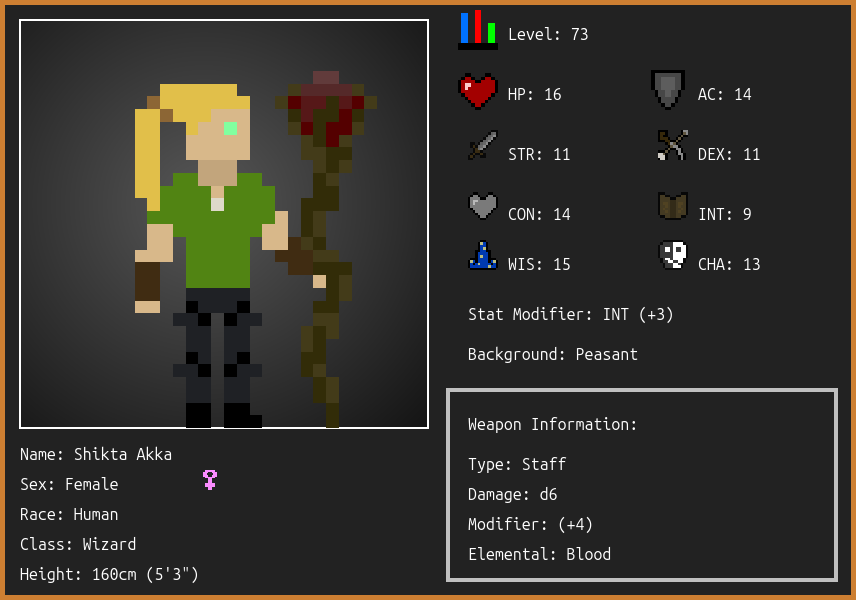 Level: 73
HP: 16
AC: 14
STR: 11
DEX: 11
CON: 14
INT: 9
WIS: 15
CHA: 13
Stat Modifier: INT (+3)
Background: Peasant
Weapon Information:
Type: Staff
Damage: d6
Modifier: (+4)
Elemental: Blood
Name: Shikta Akka
Sex: Female
Race: Human
Class: Wizard
Height: 160cm (5'3")